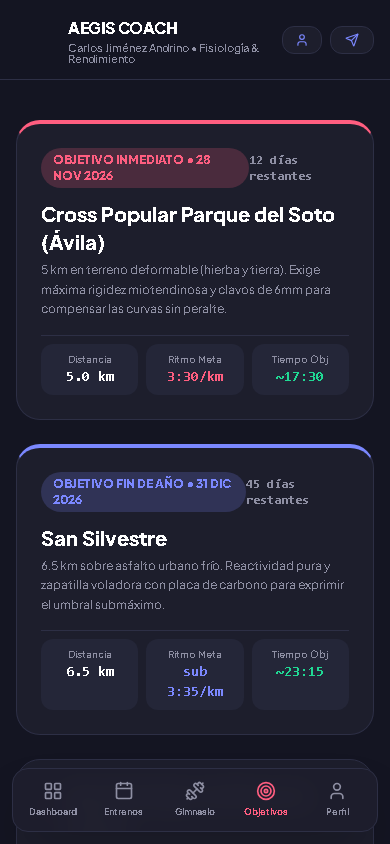 AEGIS COACH
Carlos Jiménez Andrino • Fisiología &
Rendimiento
OBJETIVO INMEDIATO • 28
NOV 2026
12 días
restantes
Cross Popular Parque del Soto
(Ávila)
5 km en terreno deformable (hierba y tierra). Exige
máxima rigidez miotendinosa y clavos de 6mm para
compensar las curvas sin peralte.
Distancia
5.0 km
Ritmo Meta
3:30/km
Tiempo Obj
~17:30
OBJETIVO FIN DE AÑO • 31 DIC
2026
45 días
restantes
San Silvestre
6.5 km sobre asfalto urbano frío. Reactividad pura y
zapatilla voladora con placa de carbono para exprimir
el umbral submáximo.
Distancia
6.5 km
Ritmo Meta
sub
3:35/km
Tiempo Obj
~23:15
Dashboard
Entrenos
Gimnasio
Objetivos
Perfil